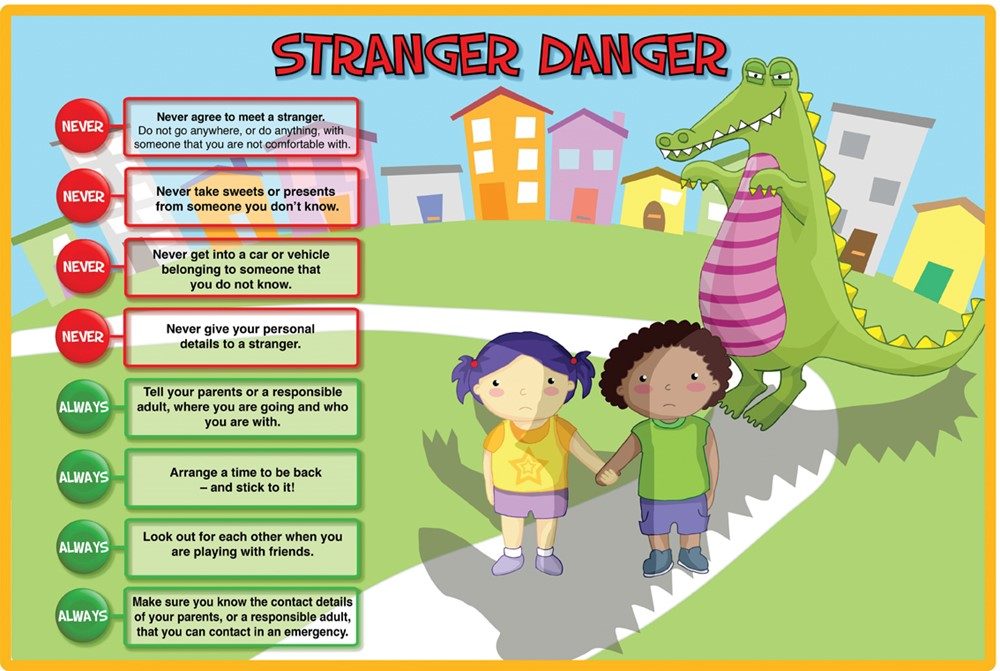 STRANGER DANGER
NEVER
Never agree to meet a stranger.
Do not go anywhere, or do anything, with
someone that you are not comfortable with.
NEVER
Never take sweets or presents
from someone you don't know.
NEVER
Never get into a car or vehicle
belonging to someone that
you do not know.
NEVER
Never give your personal
details to a stranger.
ALWAYS
Tell your parents or a responsible
adult, where you are going and who
you are with.
ALWAYS
Arrange a time to be back
– and stick to it!
ALWAYS
Look out for each other when you
are playing with friends.
ALWAYS
Make sure you know the contact details
of your parents, or a responsible adult,
that you can contact in an emergency.